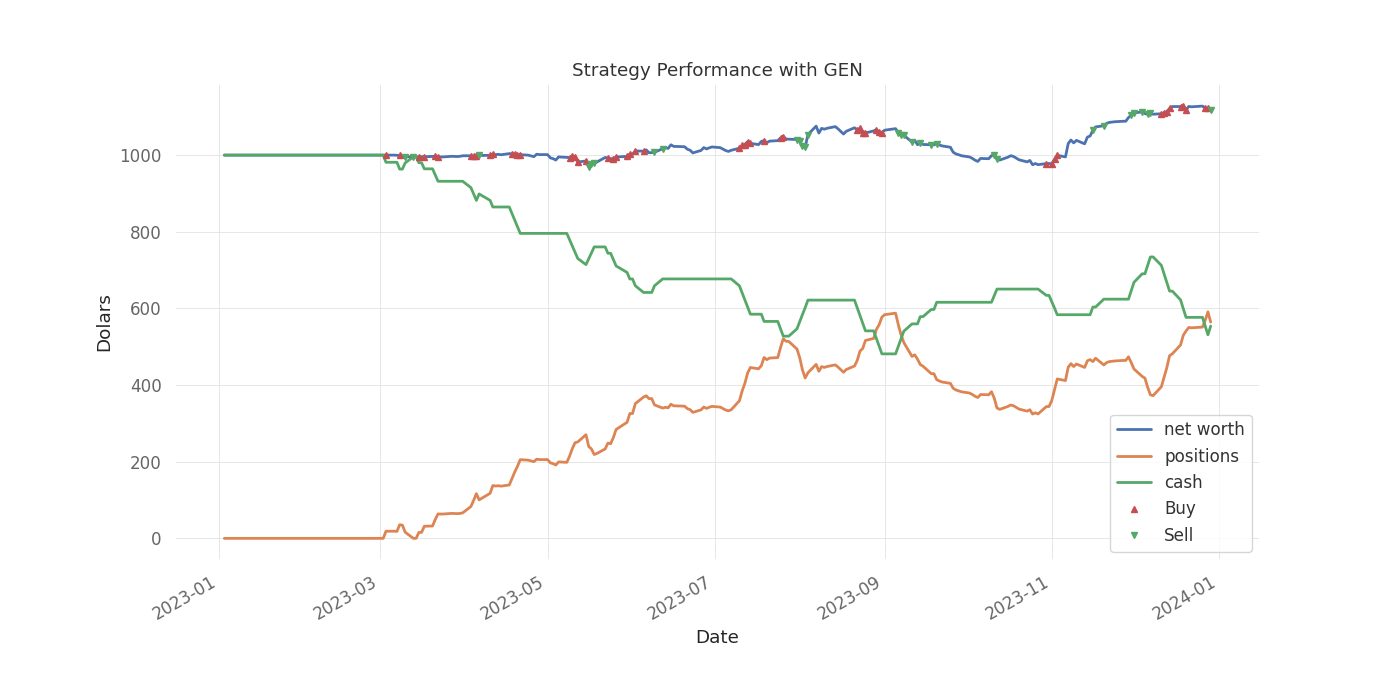 Strategy Performance with GEN
1000
800
600
400
200
0
Dolars
net worth
positions
cash
Buy
Sell
2023-01
2023-03
2023-05
2023-07
2023-09
2023-11
2024-01
Date